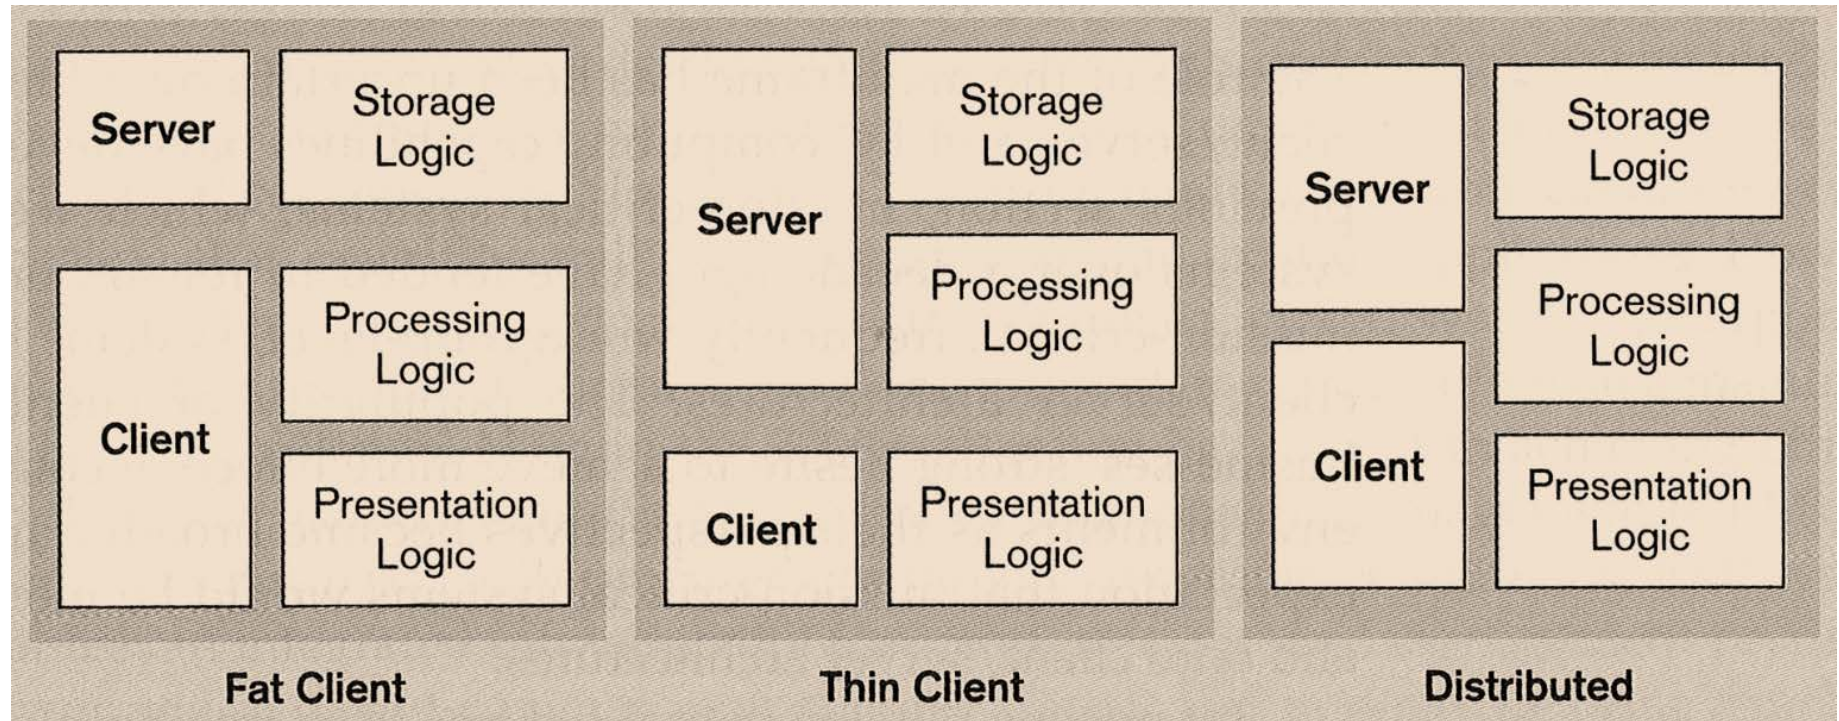 Server
Storage
Logic
Client
Processing
Logic
Presentation
Logic
Fat Client
Server
Storage
Logic
Processing
Logic
Client
Presentation
Logic
Thin Client
Server
Storage
Logic
Processing
Logic
Client
Presentation
Logic
Distributed